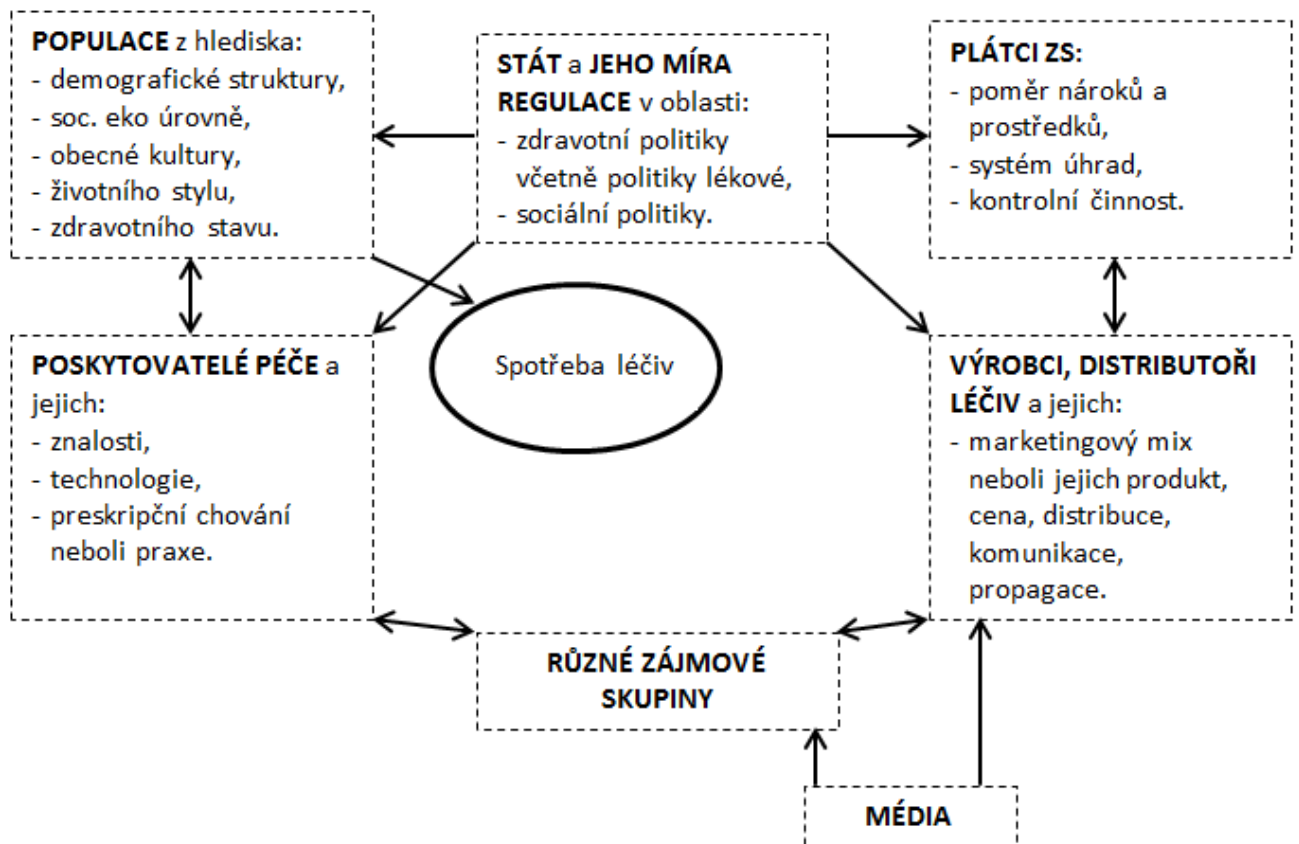 POPULACE z hlediska:
- demografické struktury,
- soc. eko úrovně,
- obecné kultury,
- životního stylu,
- zdravotního stavu.
STÁT a JEHO MÍRA
REGULACE v oblasti:
- zdravotní politiky
včetně politiky lékové,
- sociální politiky.
PLÁTCI ZS:
- poměr nároků a
prostředků,
- systém úhrad,
- kontrolní činnost.
POSKYTOVATELÉ PÉČE a
jejich:
- znalosti,
- technologie,
- preskripční chování
neboli praxe.
Spotřeba léčiv
VÝROBCI, DISTRIBUTOŘI
LÉČIV a jejich:
- marketingový mix
neboli jejich produkt,
cena, distribuce,
komunikace,
propagace.
RŮZNÉ ZÁJMOVÉ
SKUPINY
MÉDIA